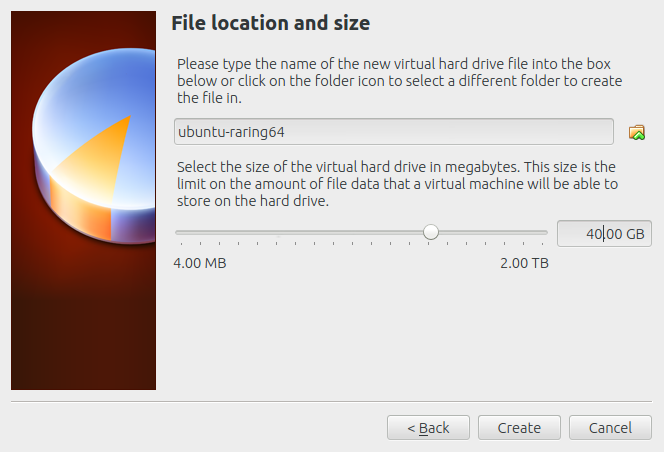 File location and size
Please type the name of the new virtual hard drive file into the box
below or click on the folder icon to select a different folder to create
the file in.
ubuntu-raring64
Select the size of the virtual hard drive in megabytes. This size is the
limit on the amount of file data that a virtual machine will be able to
store on the hard drive.
40.00 GB
4.00 MB
2.00 TB
< Back
Create
Cancel